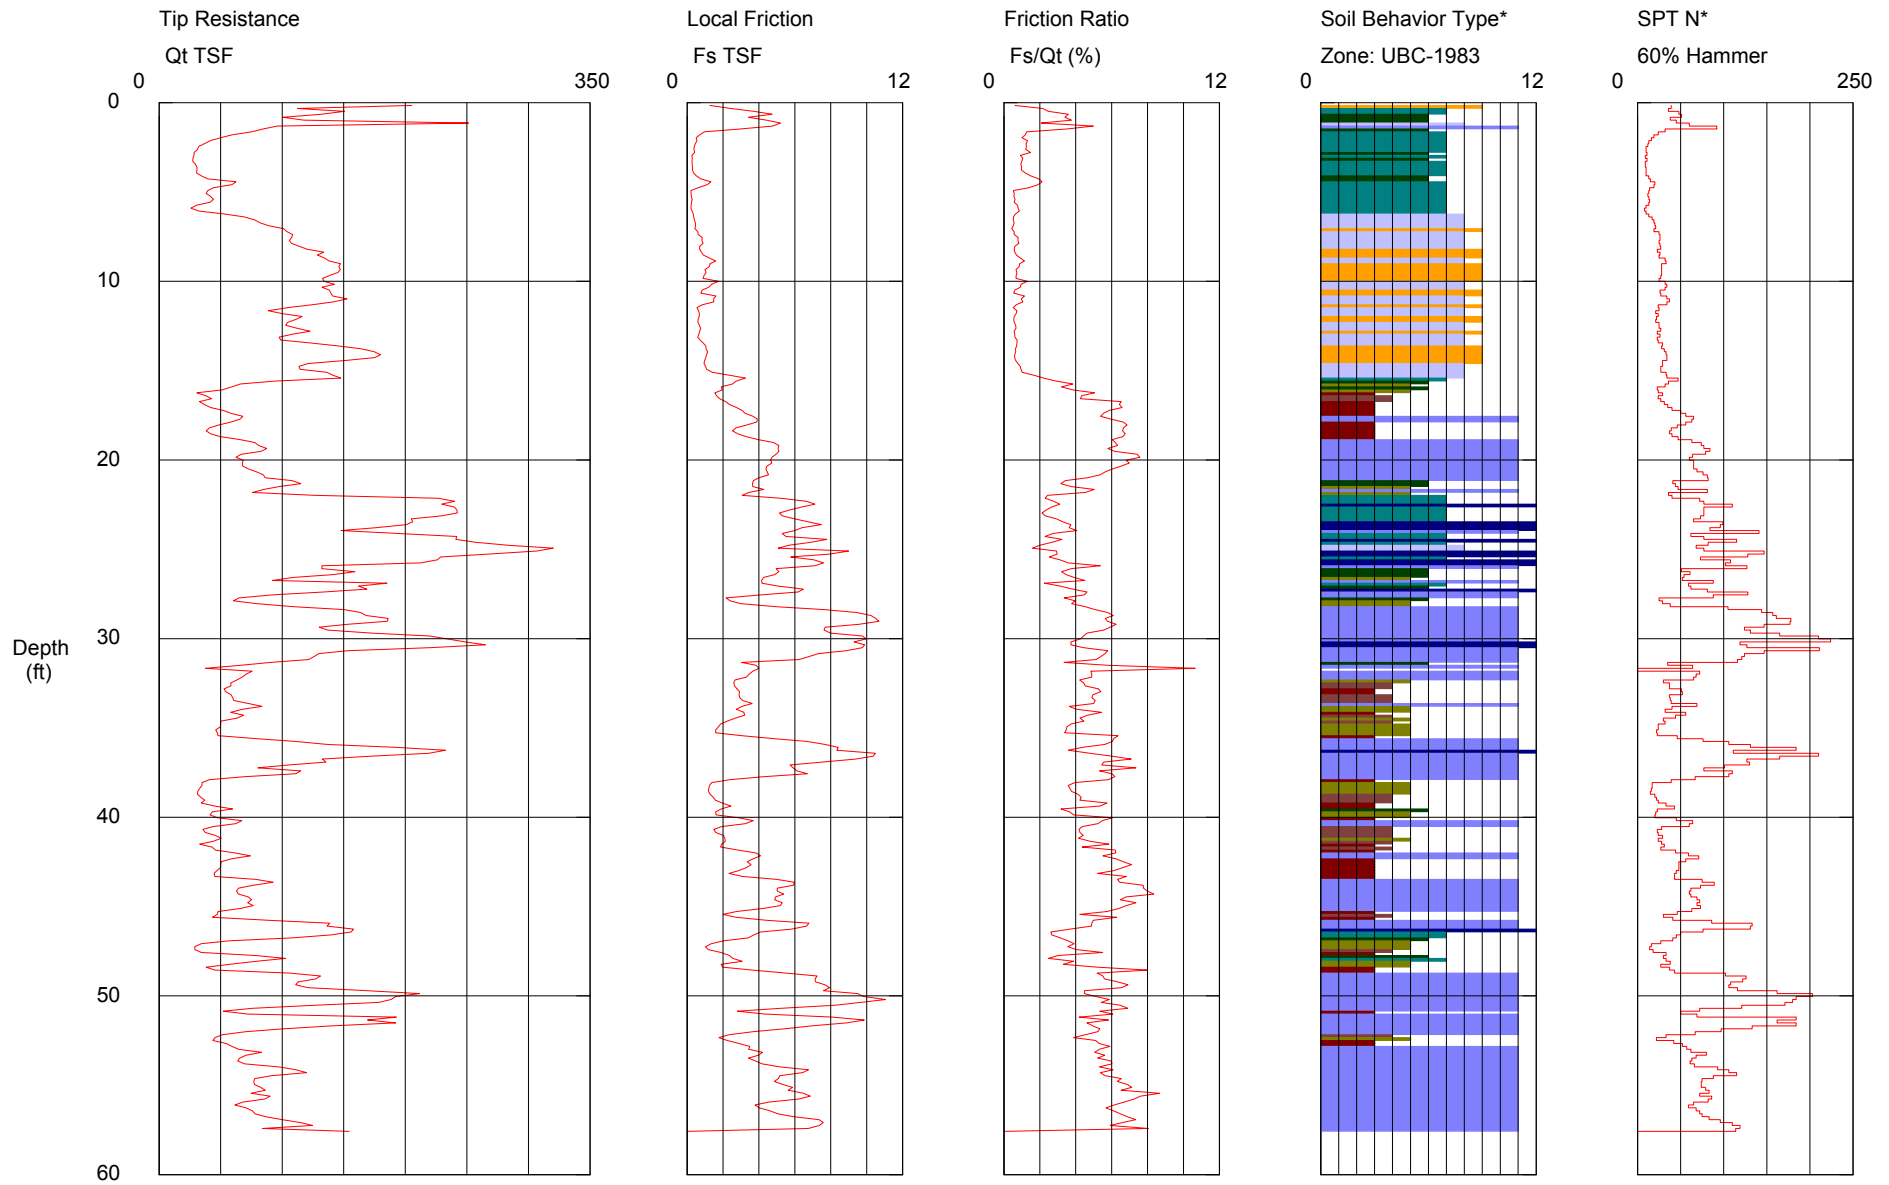 Tip Resistance
Qt TSF
0 350
Local Friction
Fs TSF
0 12
Friction Ratio
Fs/Qt (%)
0 12
Soil Behavior Type*
Zone: UBC-1983
0 12
SPT N*
60% Hammer
0 250
0
10
20
30
40
50
60
Depth
(ft)